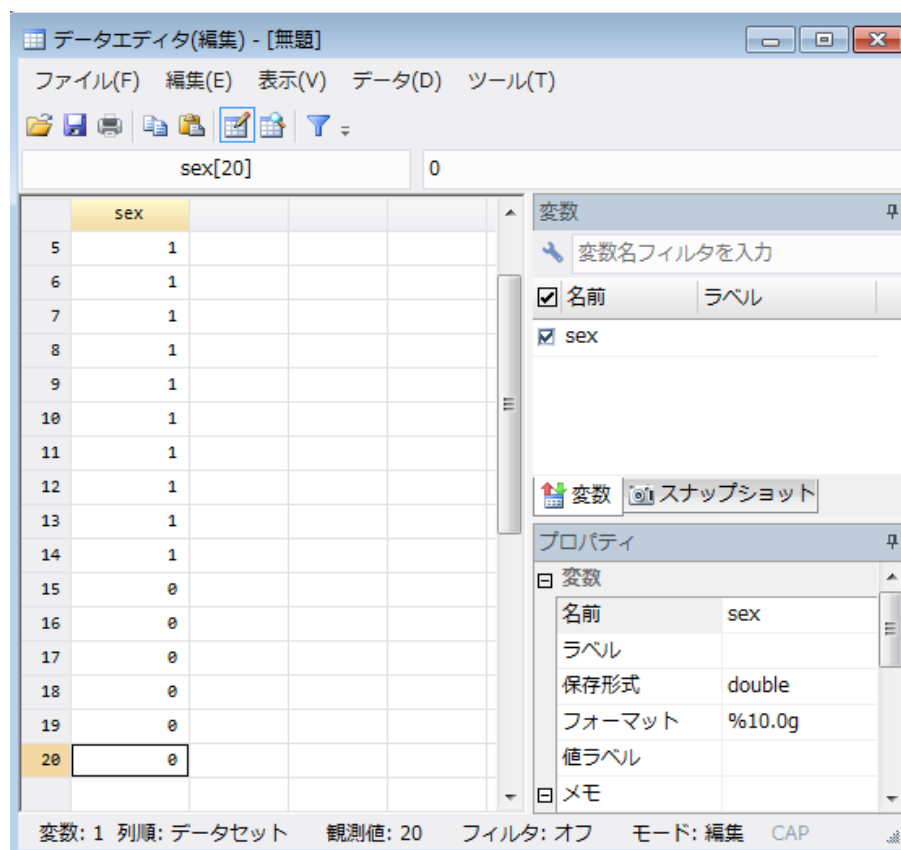 データエディタ(編集) - [無題]
ファイル(F) 編集(E) 表示(V) データ(D) ツール(T)
sex[20] 0
sex
5 1
6 1
7 1
8 1
9 1
10 1
11 1
12 1
13 1
14 1
15 0
16 0
17 0
18 0
19 0
20 0
変数
変数名フィルタを入力
名前 ラベル
sex
変数 スナップショット
プロパティ
変数
名前 sex
ラベル
保存形式 double
フォーマット %10.0g
値ラベル
メモ
変数: 1 列順: データセット 観測値: 20 フィルタ: オフ モード: 編集 CAP